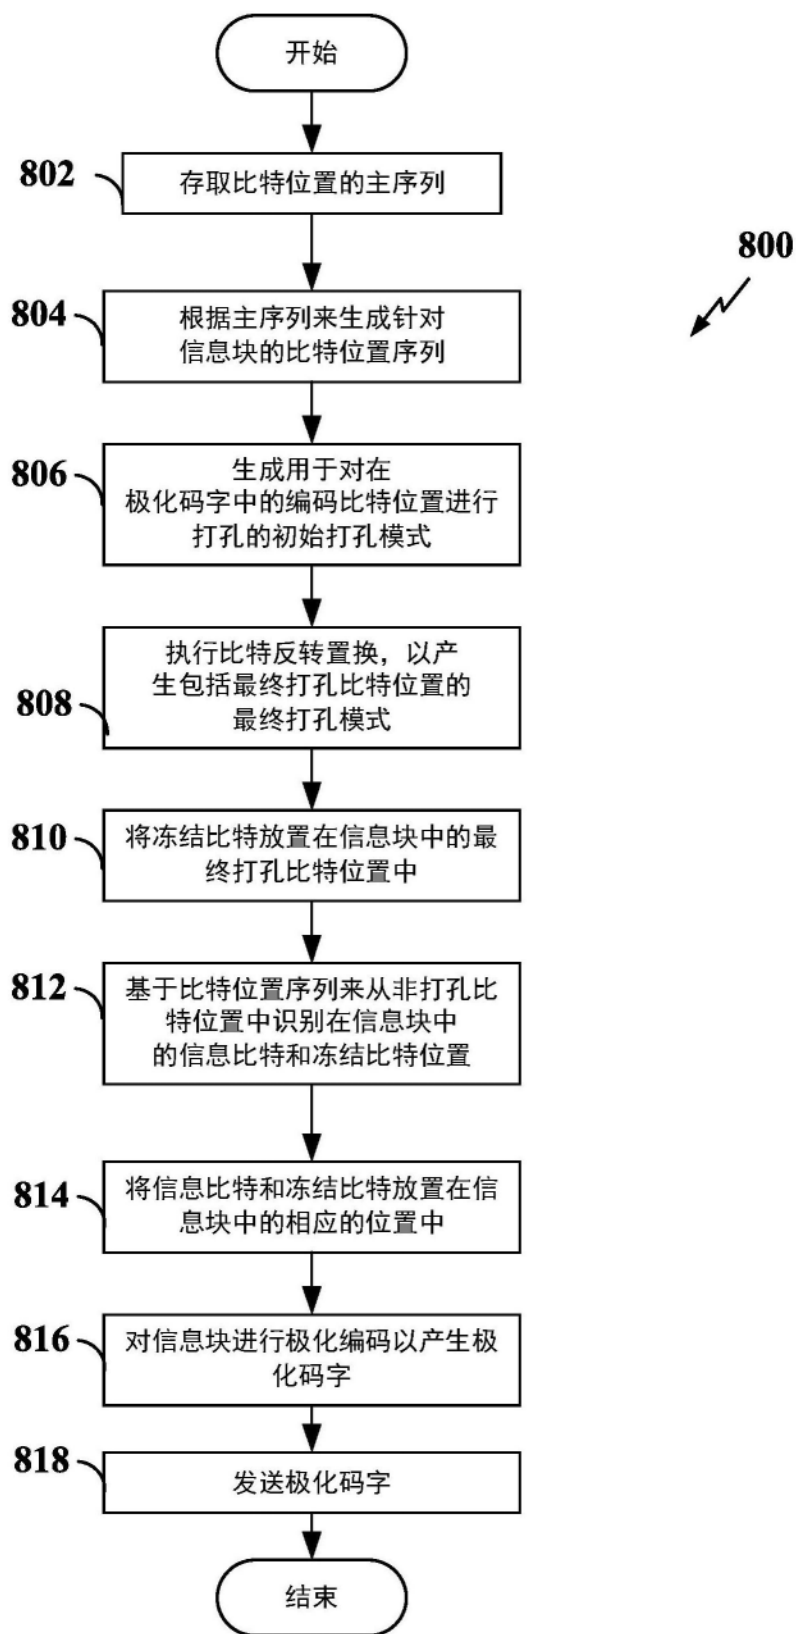 开始
802
存取比特位置的主序列
800
804
根据主序列来生成针对
信息块的比特位置序列
806
生成用于对在
极化码字中的编码比特位置进行
打孔的初始打孔模式
808
执行比特反转置换，以产
生包括最终打孔比特位置的
最终打孔模式
810
将冻结比特放置在信息块中的最
终打孔比特位置中
812
基于比特位置序列来从非打孔比
特位置中识别在信息块中
的信息比特和冻结比特位置
814
将信息比特和冻结比特放置在信
息块中的相应的位置中
816
对信息块进行极化编码以产生极
化码字
818
发送极化码字
结束